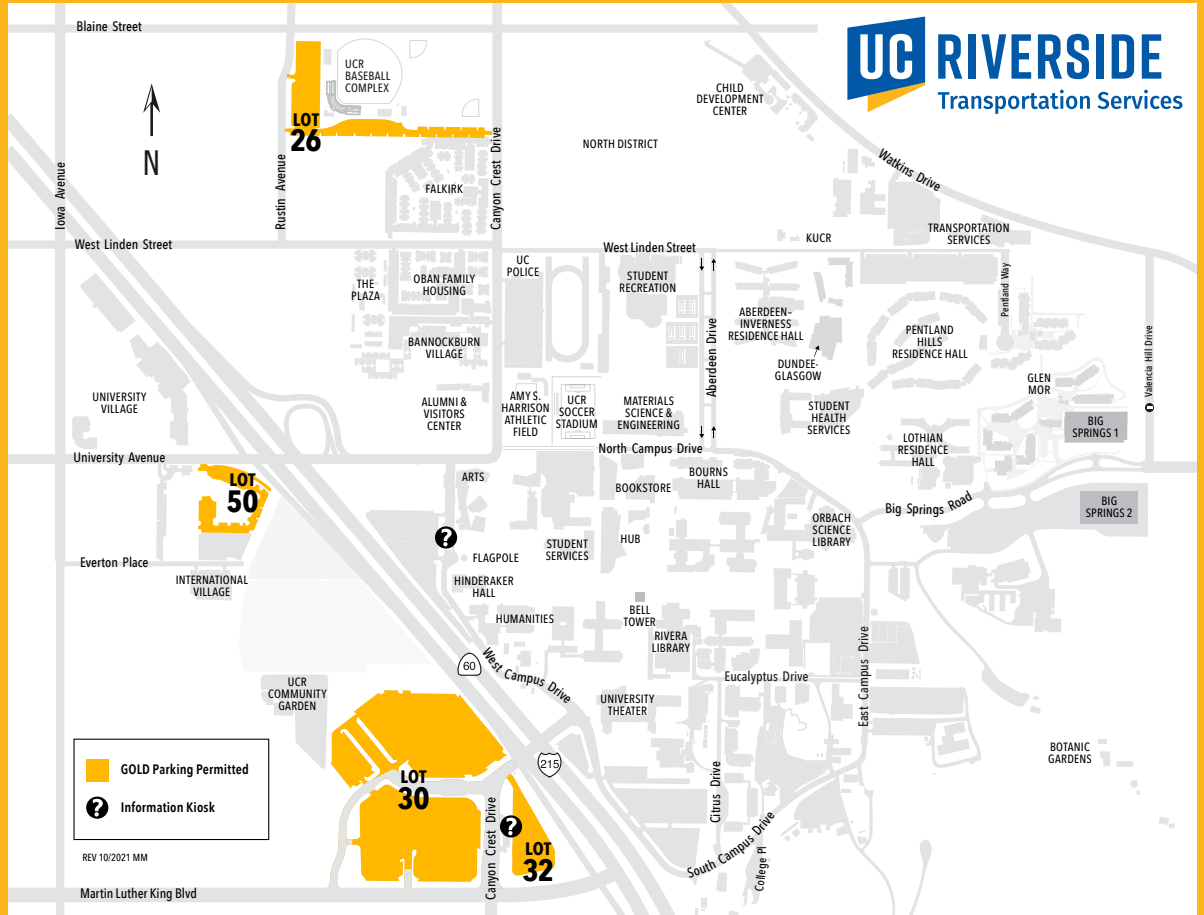 Blaine Street
UC RIVERSIDE
Transportation Services
UCR
BASEBALL
COMPLEX
CHILD
DEVELOPMENT
CENTER
LOT
26
N
NORTH DISTRICT
Iowa Avenue
Rustin Avenue
Canyon Crest Drive
Watkins Drive
FALKIRK
West Linden Street
West Linden Street
KUCR
TRANSPORTATION
SERVICES
UC
POLICE
THE
PLAZA
OBAN FAMILY
HOUSING
STUDENT
RECREATION
Pentland Way
ABERDEEN-
INVERNESS
RESIDENCE HALL
Aberdeen Drive
PENTLAND
HILLS
RESIDENCE HALL
Valencia Hill Drive
BANNOCKBURN
VILLAGE
DUNDEE-
GLASGOW
GLEN
MOR
UNIVERSITY
VILLAGE
ALUMNI &
VISITORS
CENTER
AMY S.
HARRISON
ATHLETIC
FIELD
UCR
SOCCER
STADIUM
MATERIALS
SCIENCE &
ENGINEERING
STUDENT
HEALTH
SERVICES
BIG
SPRINGS 1
LOTHIAN
RESIDENCE
HALL
University Avenue
North Campus Drive
LOT
50
ARTS
BOOKSTORE
BOURNS
HALL
Big Springs Road
BIG
SPRINGS 2
ORBACH
SCIENCE
LIBRARY
?
HUB
STUDENT
SERVICES
FLAGPOLE
Everton Place
INTERNATIONAL
VILLAGE
HINDERAKER
HALL
HUMANITIES
BELL
TOWER
RIVERA
LIBRARY
60
West Campus Drive
East Campus Drive
Eucalyptus Drive
UCR
COMMUNITY
GARDEN
UNIVERSITY
THEATER
BOTANIC
GARDENS
215
GOLD Parking Permitted
? Information Kiosk
LOT
30
Canyon Crest Drive
?
LOT
32
Citrus Drive
South Campus Drive
College Pl
REV 10/2021 MM
Martin Luther King Blvd